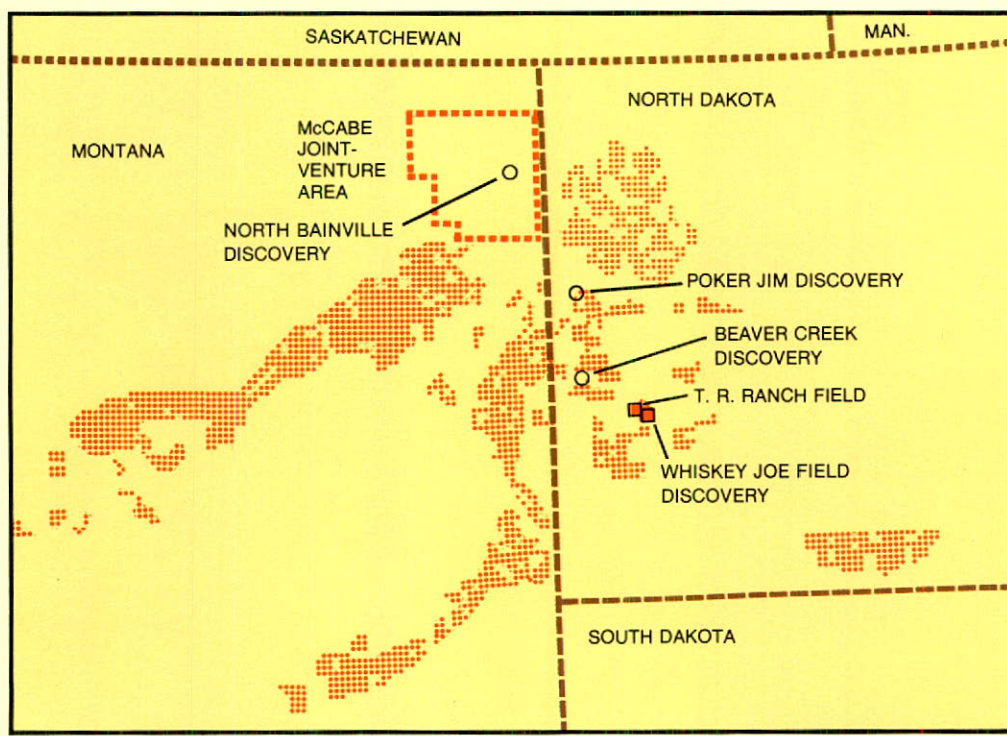 SASKATCHEWAN
MAN.
MONTANA
McCABE
JOINT-
VENTURE
AREA
NORTH DAKOTA
NORTH BAINVILLE
DISCOVERY
POKER JIM DISCOVERY
BEAVER CREEK
DISCOVERY
T. R. RANCH FIELD
WHISKEY JOE FIELD
DISCOVERY
SOUTH DAKOTA